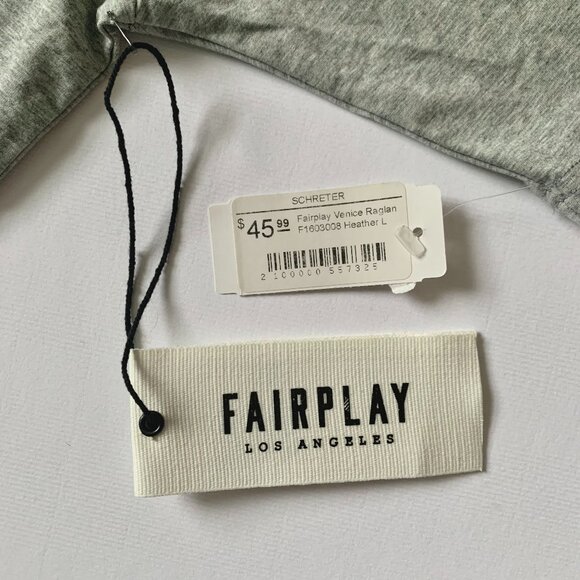 SCHRETER
$45.99 Fairplay Venice Raglan
F1603008 Heather L
2 100000 557325
FAIRPLAY
LOS ANGELES